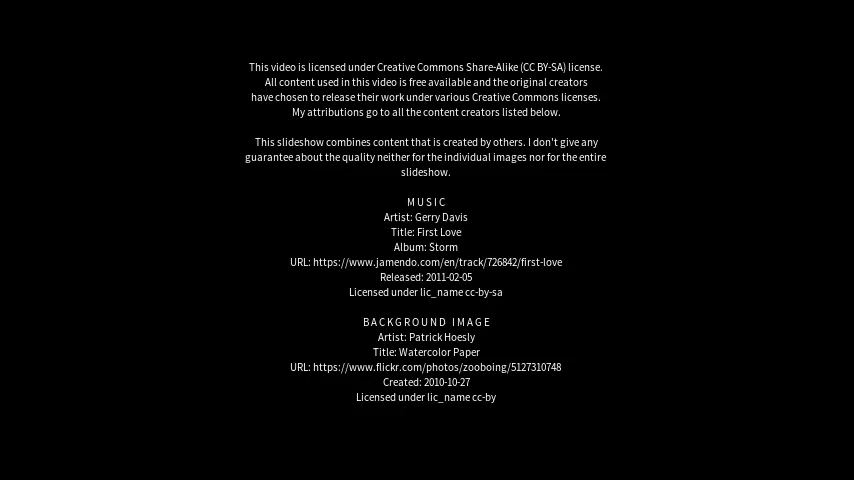 This video is licensed under Creative Commons Share-Alike (CC BY-SA) license.
All content used in this video is free available and the original creators
have chosen to release their work under various Creative Commons licenses.
My attributions go to all the content creators listed below.
This slideshow combines content that is created by others. I don't give any
guarantee about the quality neither for the individual images nor for the entire
slideshow.
MUSIC
Artist: Gerry Davis
Title: First Love
Album: Storm
URL: https://www.jamendo.com/en/track/726842/first-love
Released: 2011-02-05
Licensed under lic_name cc-by-sa
BACKGROUND IMAGE
Artist: Patrick Hoesly
Title: Watercolor Paper
URL: https://www.flickr.com/photos/zooboing/5127310748
Created: 2010-10-27
Licensed under lic_name cc-by